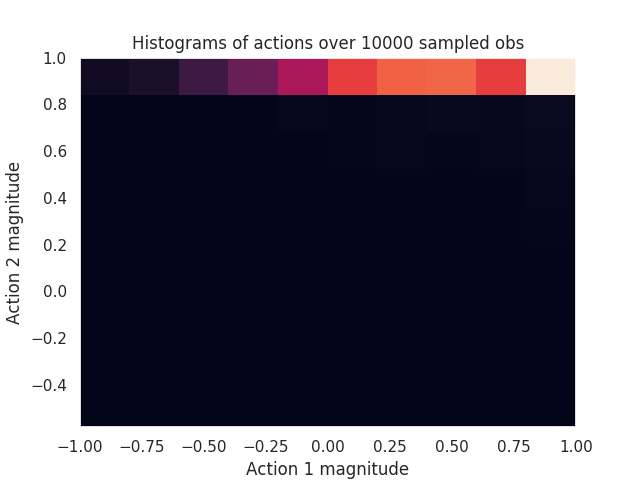 Histograms of actions over 10000 sampled obs
1.0
0.8
0.6
0.4
0.2
0.0
−0.2
−0.4
Action 2 magnitude
−1.00 −0.75 −0.50 −0.25 0.00 0.25 0.50 0.75 1.00
Action 1 magnitude